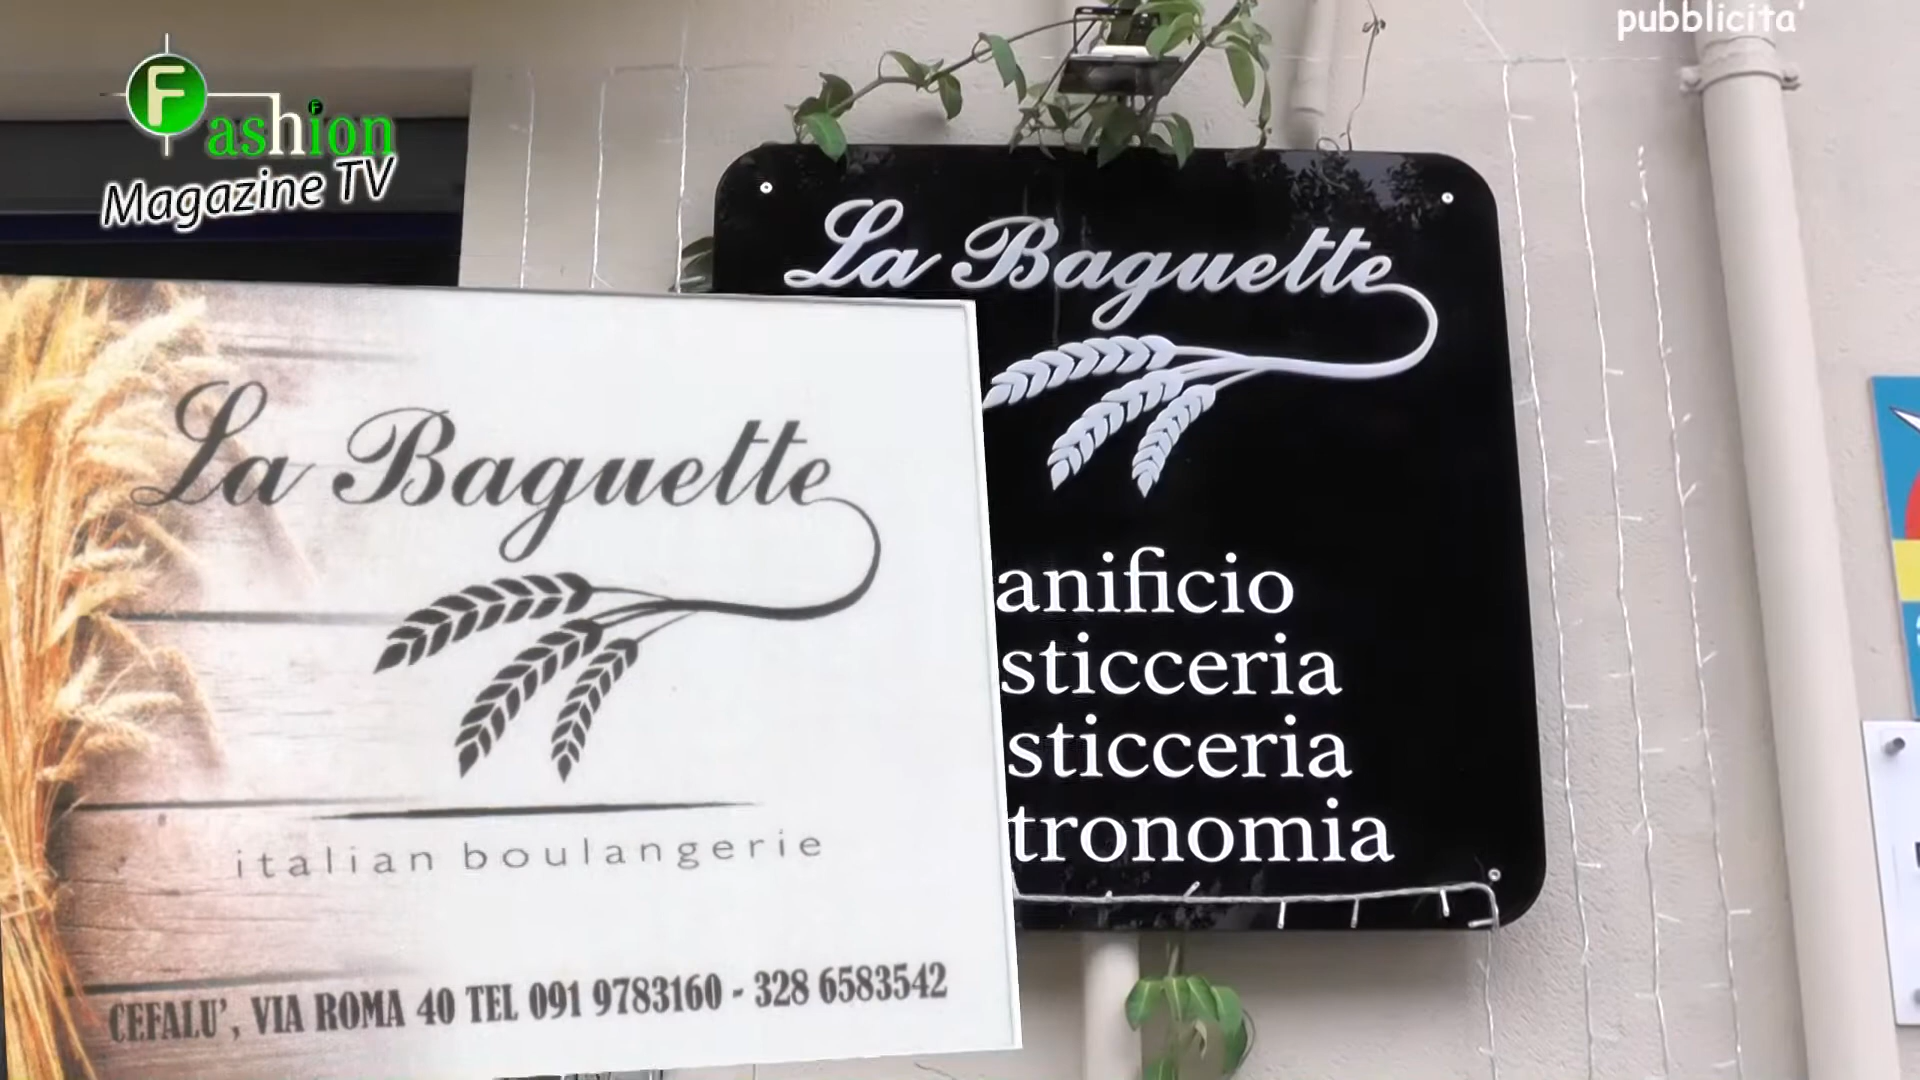 pubblicita'
F
Fashion
Magazine TV
La Baguette
anificio
sticceria
sticceria
tronomia
La Baguette
italian boulangerie
CEFALU', VIA ROMA 40 TEL 091 9783160 - 328 6583542